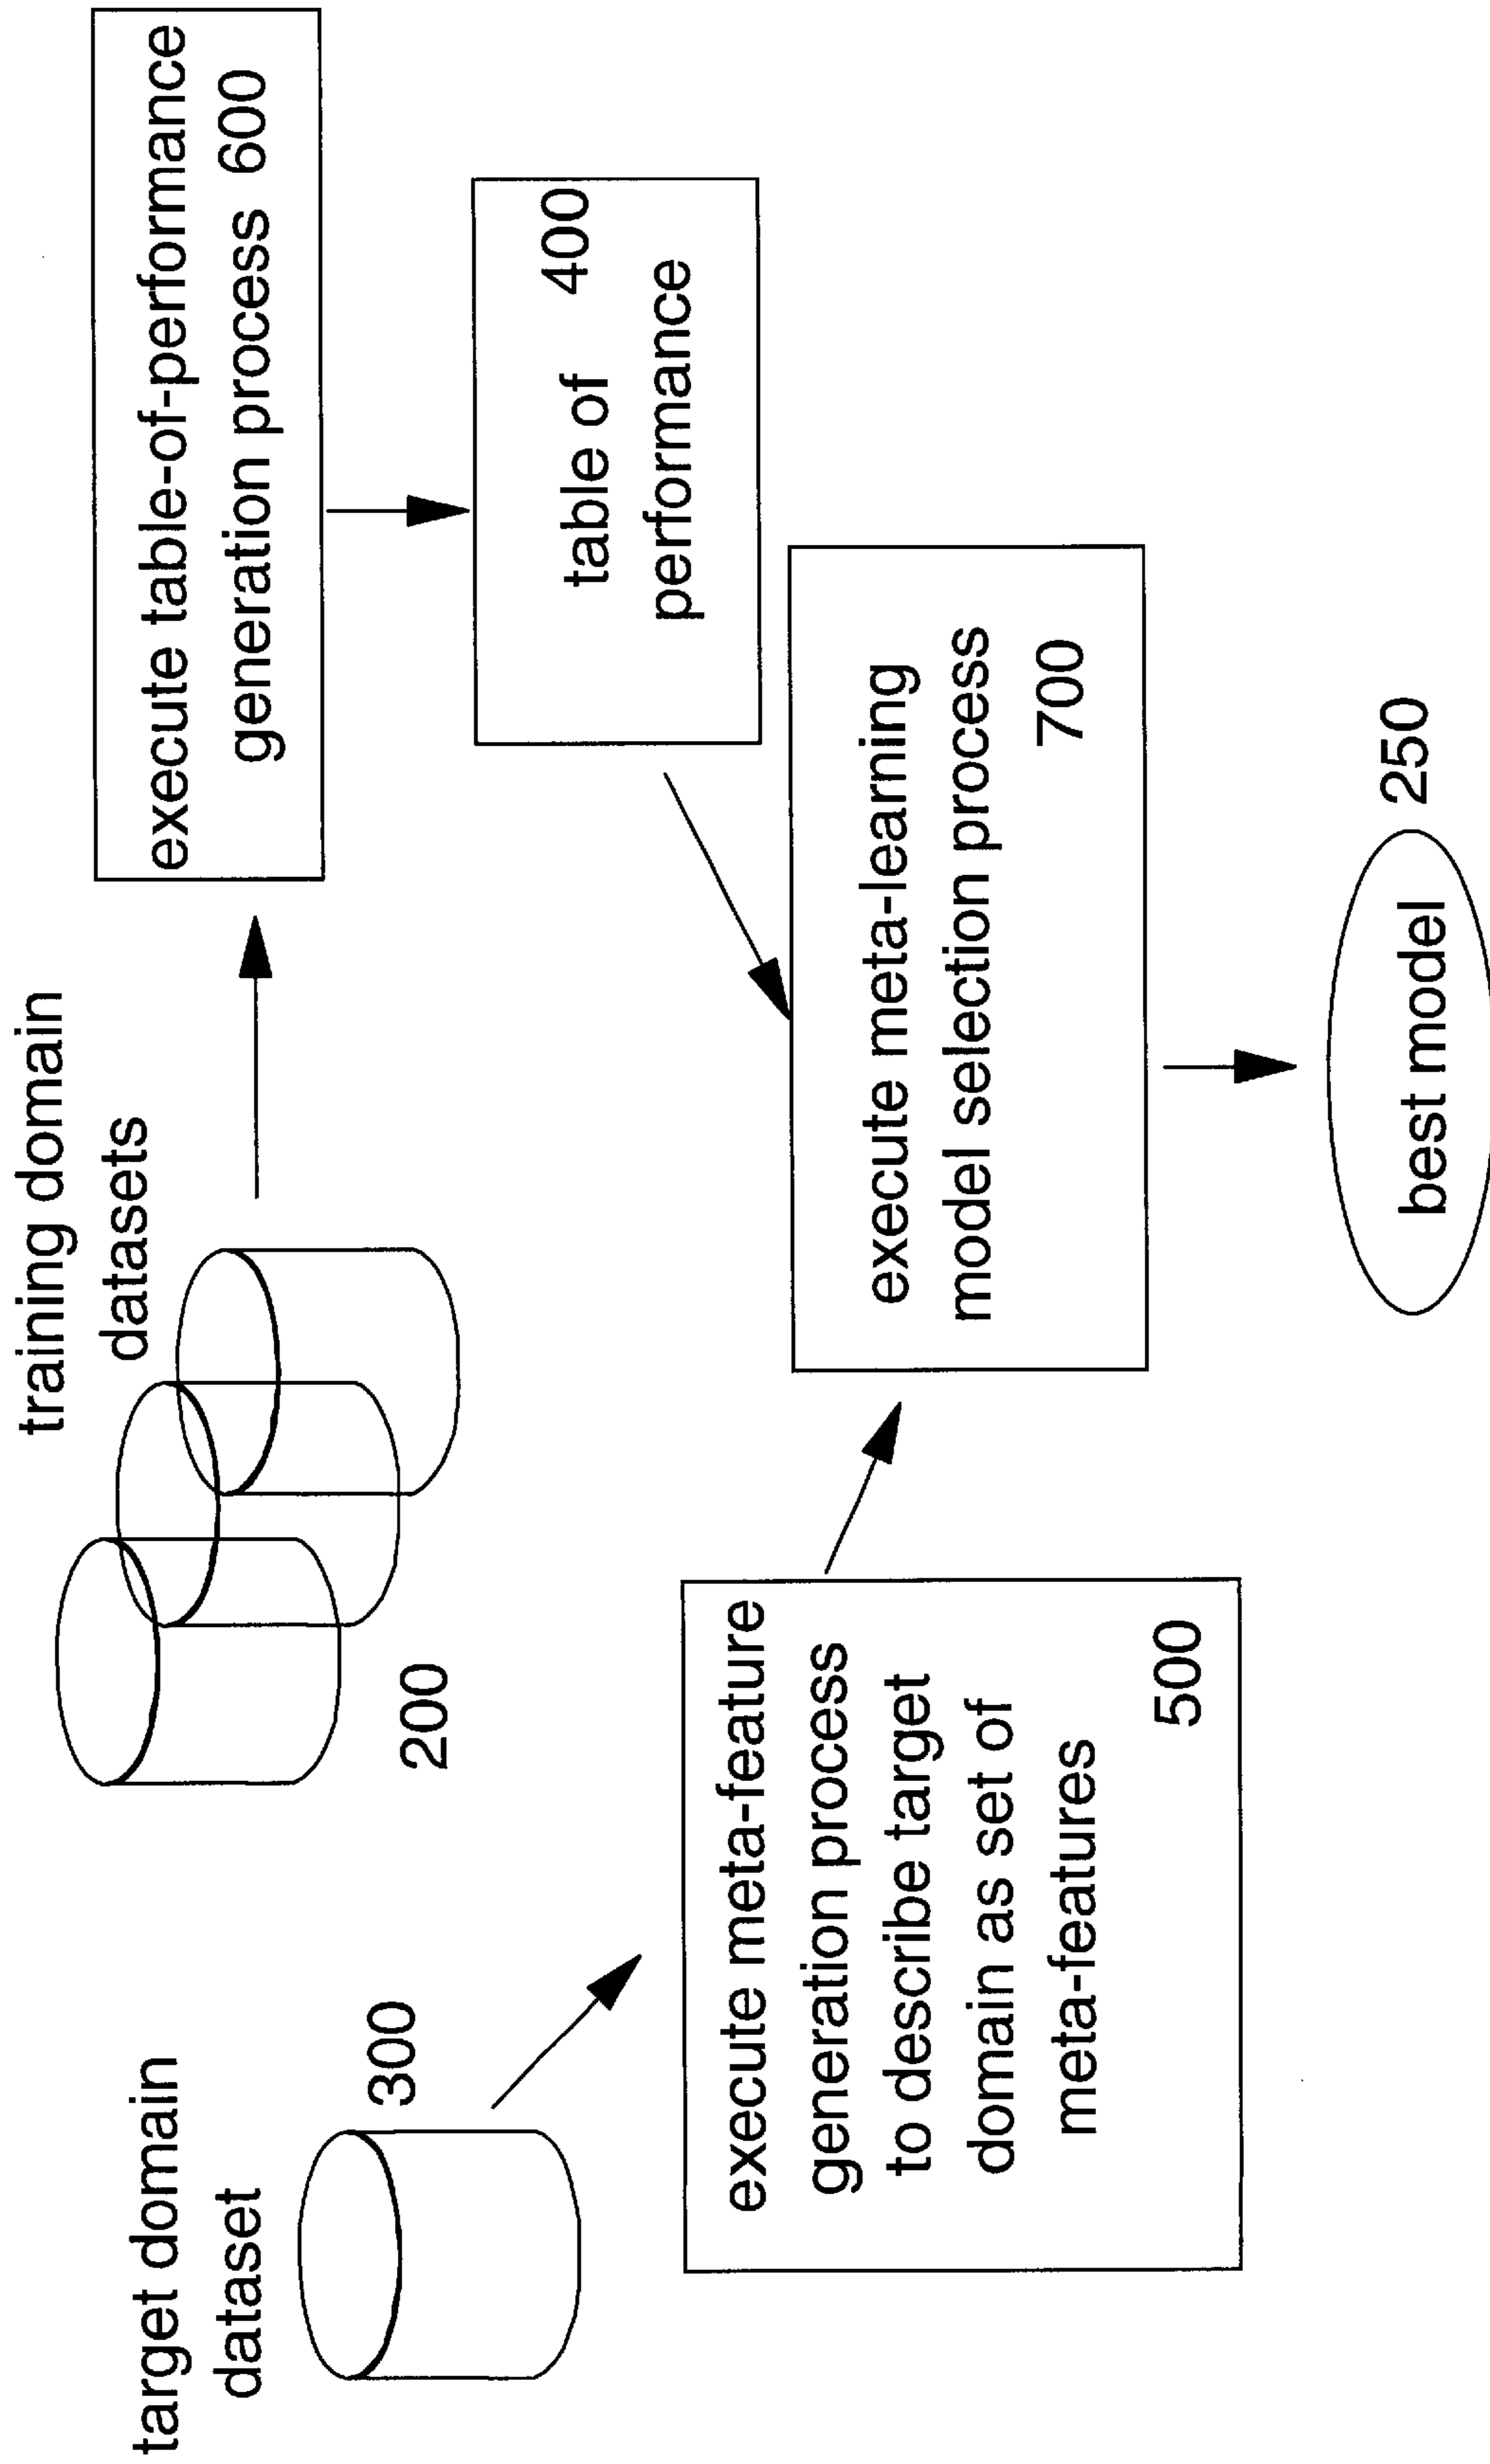 target domain
dataset
300
training domain
datasets
200
execute table-of-performance
generation process 600
table of 400
performance
execute meta-feature
generation process
to describe target
domain as set of
meta-features
500
execute meta-learning
model selection process
700
best model 250